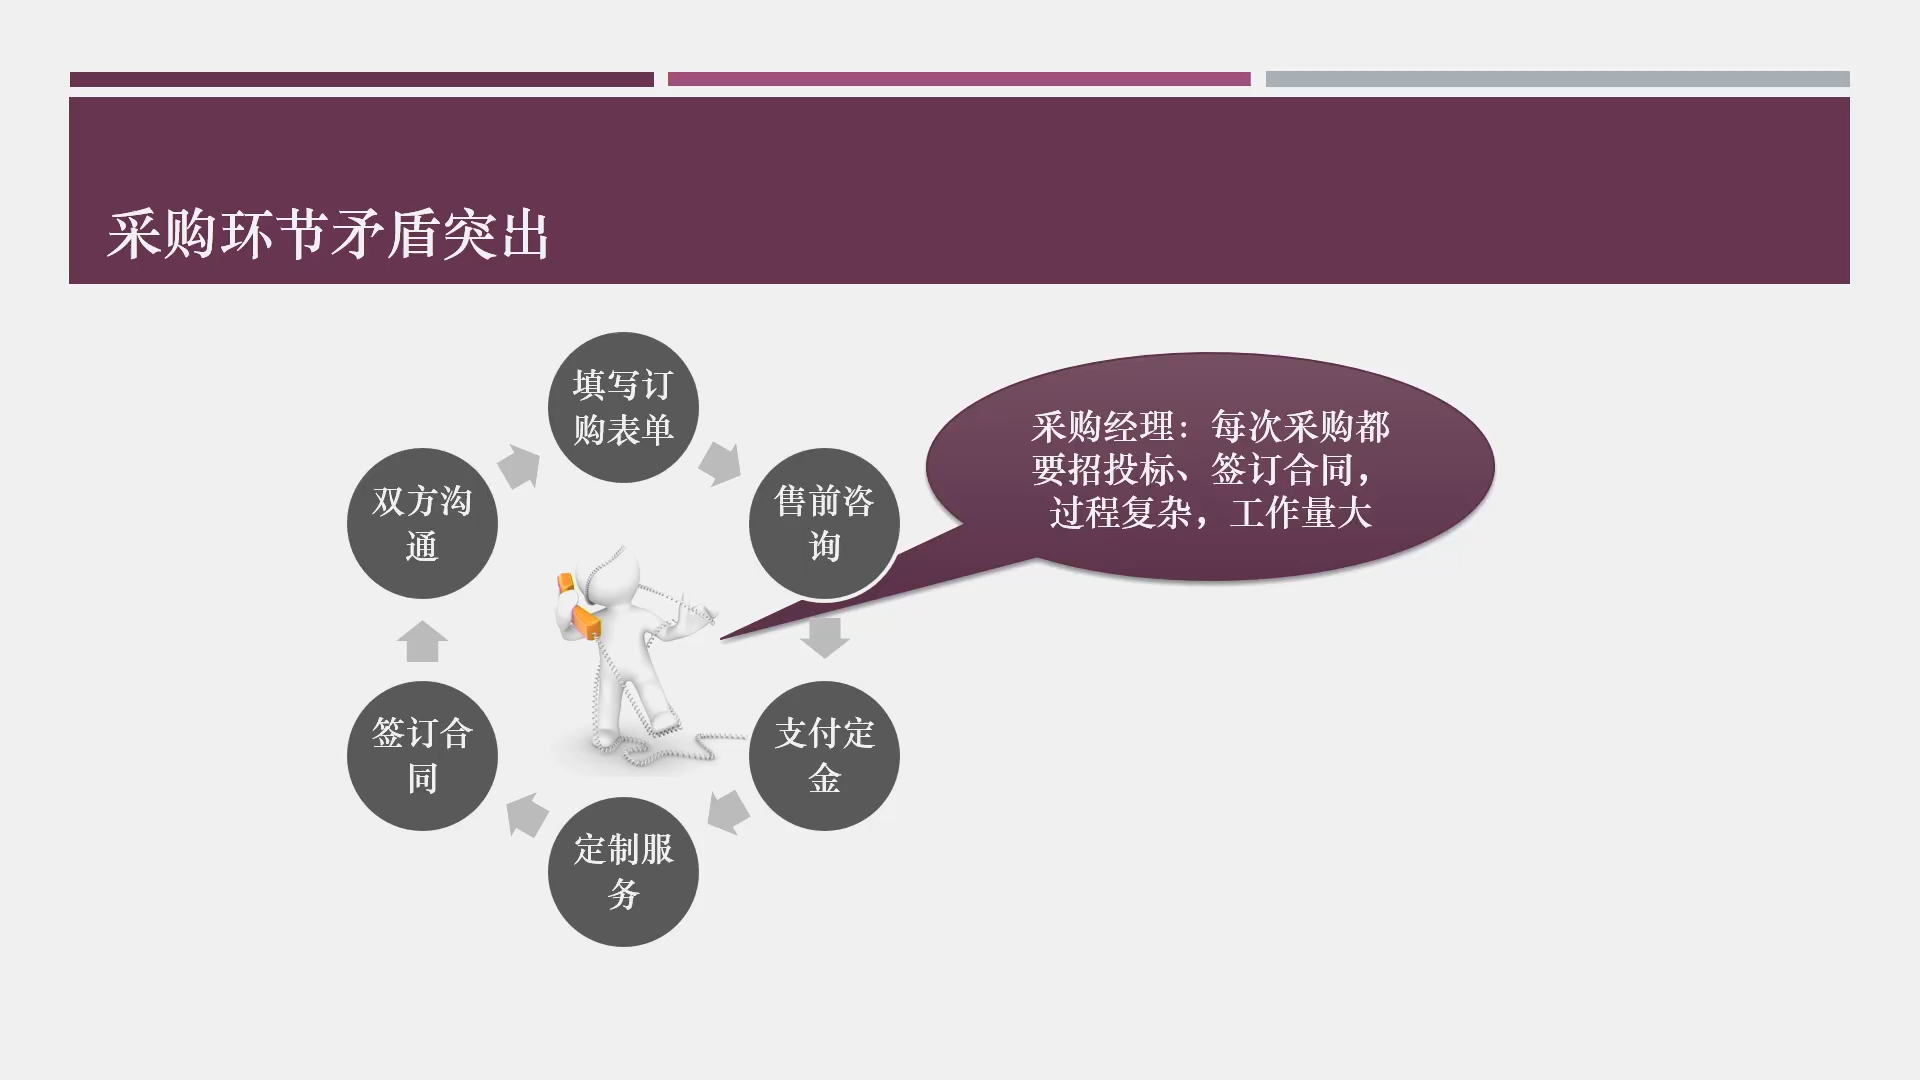 采购环节矛盾突出
填写订
购表单
售前咨
询
支付定
金
定制服
务
签订合
同
双方沟
通
采购经理：每次采购都
要招投标、签订合同，
过程复杂，工作量大